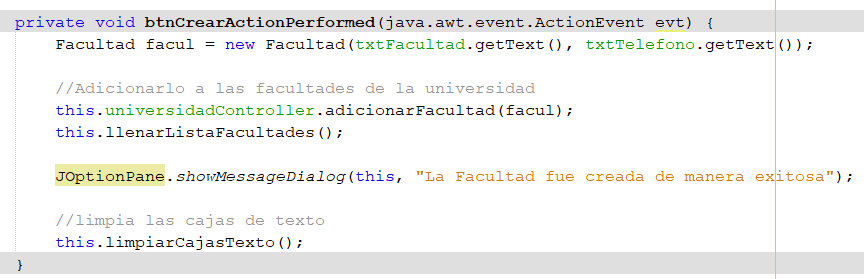 private void btnCrearActionPerformed(java.awt.event.ActionEvent evt) {
Facultad facul = new Facultad(txtFacultad.getText(), txtTelefono.getText());
//Adicionarlo a las facultades de la universidad
this.universidadController.adicionarFacultad(facul);
this.llenarListaFacultades();
JOptionPane.showMessageDialog(this, "La Facultad fue creada de manera exitosa");
//limpia las cajas de texto
this.limpiarCajasTexto();
}